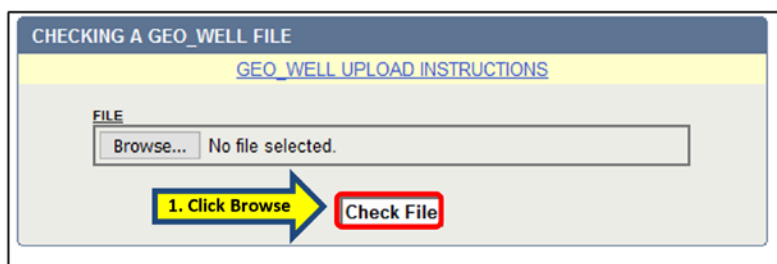 CHECKING A GEO_WELL FILE
GEO_WELL UPLOAD INSTRUCTIONS
FILE
Browse... No file selected.
1. Click Browse Check File